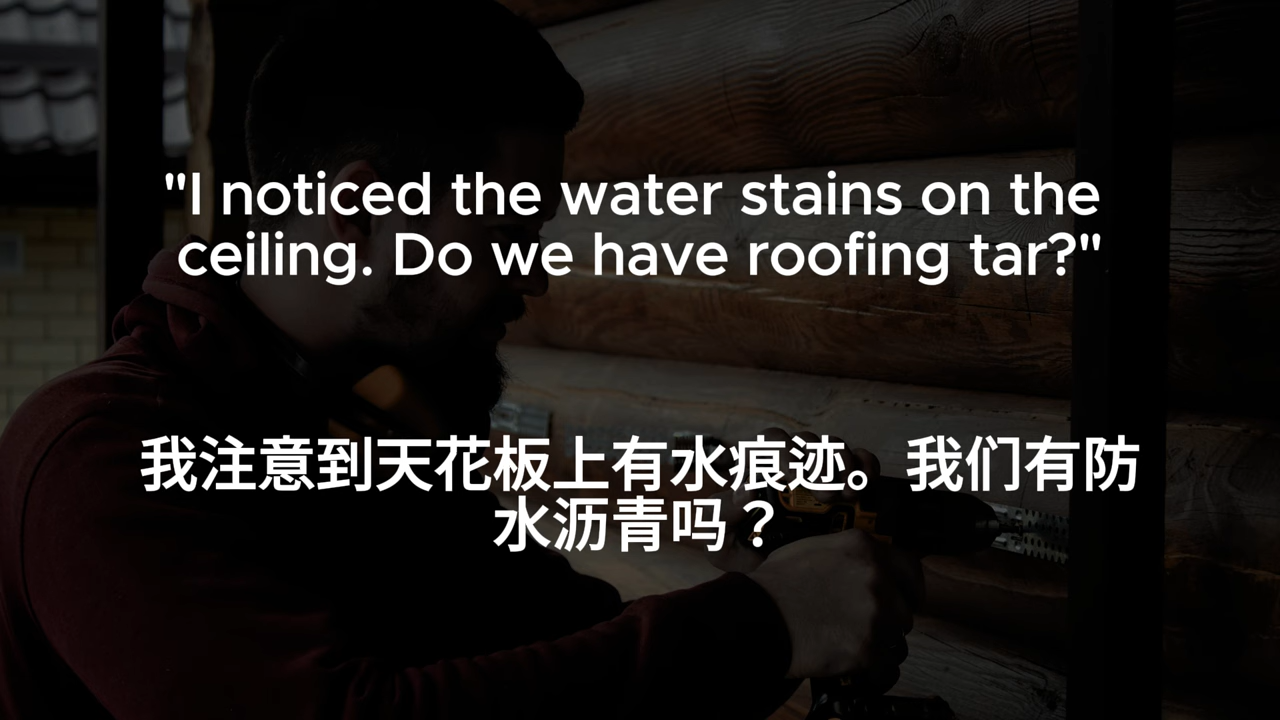 "I noticed the water stains on the
ceiling. Do we have roofing tar?"
我注意到天花板上有水痕迹。我们有防
水沥青吗？